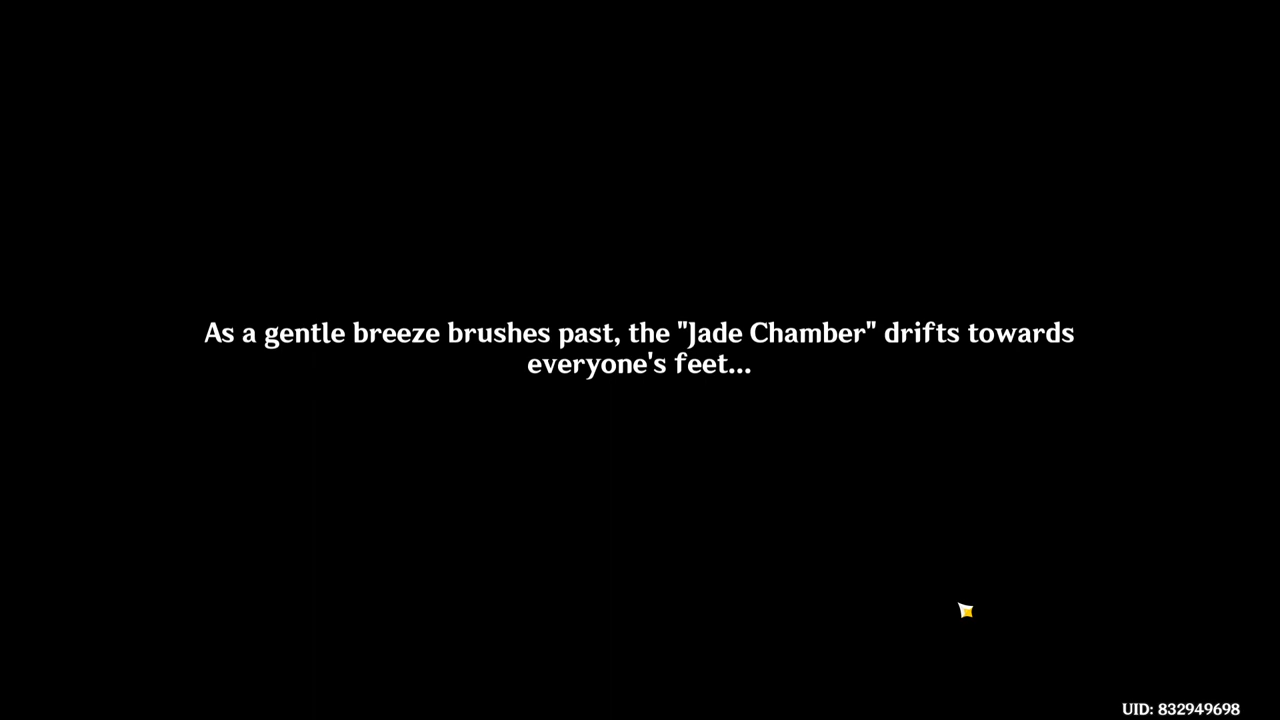 As a gentle breeze brushes past, the "Jade Chamber" drifts towards
everyone's feet...
UID: 832949698